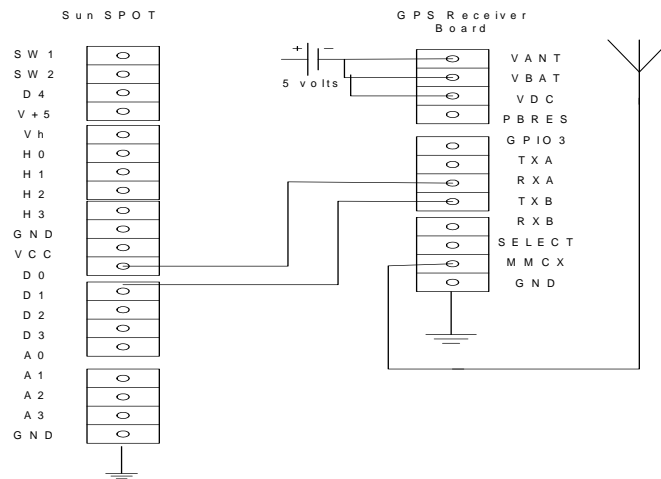 Sun SPOT
GPS Receiver
Board
SW1
SW2
D4
V+5
Vh
H0
H1
H2
H3
GND
VCC
D0
D1
D2
D3
A0
A1
A2
A3
GND
+
−
5 volts
VANT
VBAT
VDC
PBRES
GPIO3
TXA
RXA
TXB
RXB
SELECT
MMCX
GND